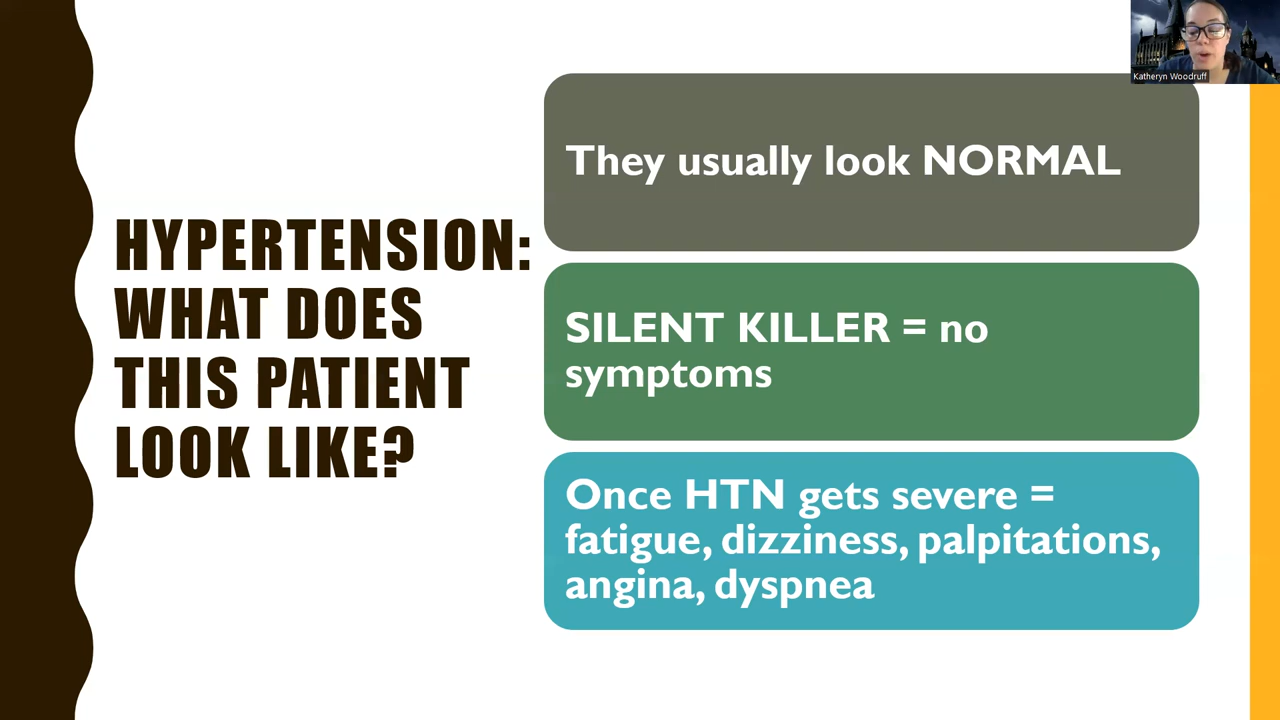 HYPERTENSION:
WHAT DOES
THIS PATIENT
LOOK LIKE?
They usually look NORMAL
SILENT KILLER = no
symptoms
Once HTN gets severe =
fatigue, dizziness, palpitations,
angina, dyspnea
Katheryn Woodruff